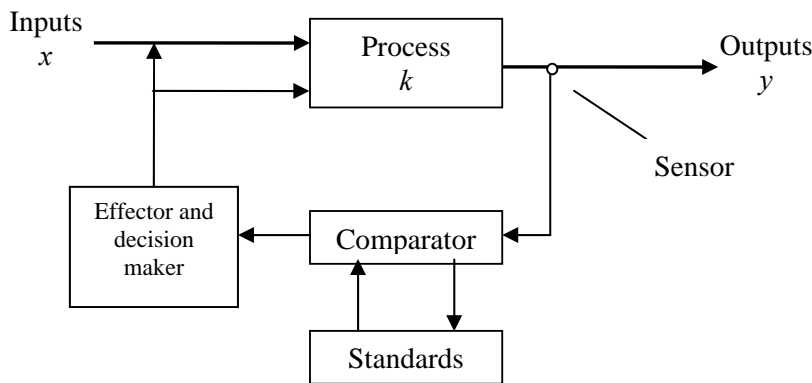 Inputs
x
Process
k
Outputs
y
Sensor
Effector and
decision
maker
Comparator
Standards